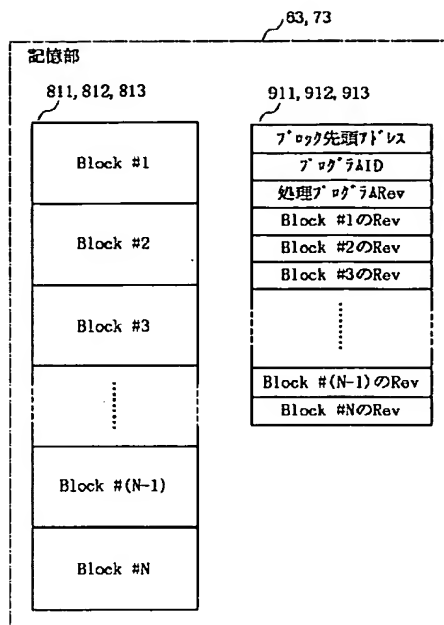 83, 73
記憶部
811, 812, 813
Block #1
Block #2
Block #3
Block #(N-1)
Block #N
911, 912, 913
ﾌﾞﾛｯｸ先頭ｱﾄﾞﾚｽ
ﾌﾟﾛｸﾞﾗﾑID
処理ﾌﾟﾛｸﾞﾗﾑRev
Block #1のRev
Block #2のRev
Block #3のRev
Block #(N-1)のRev
Block #NのRev